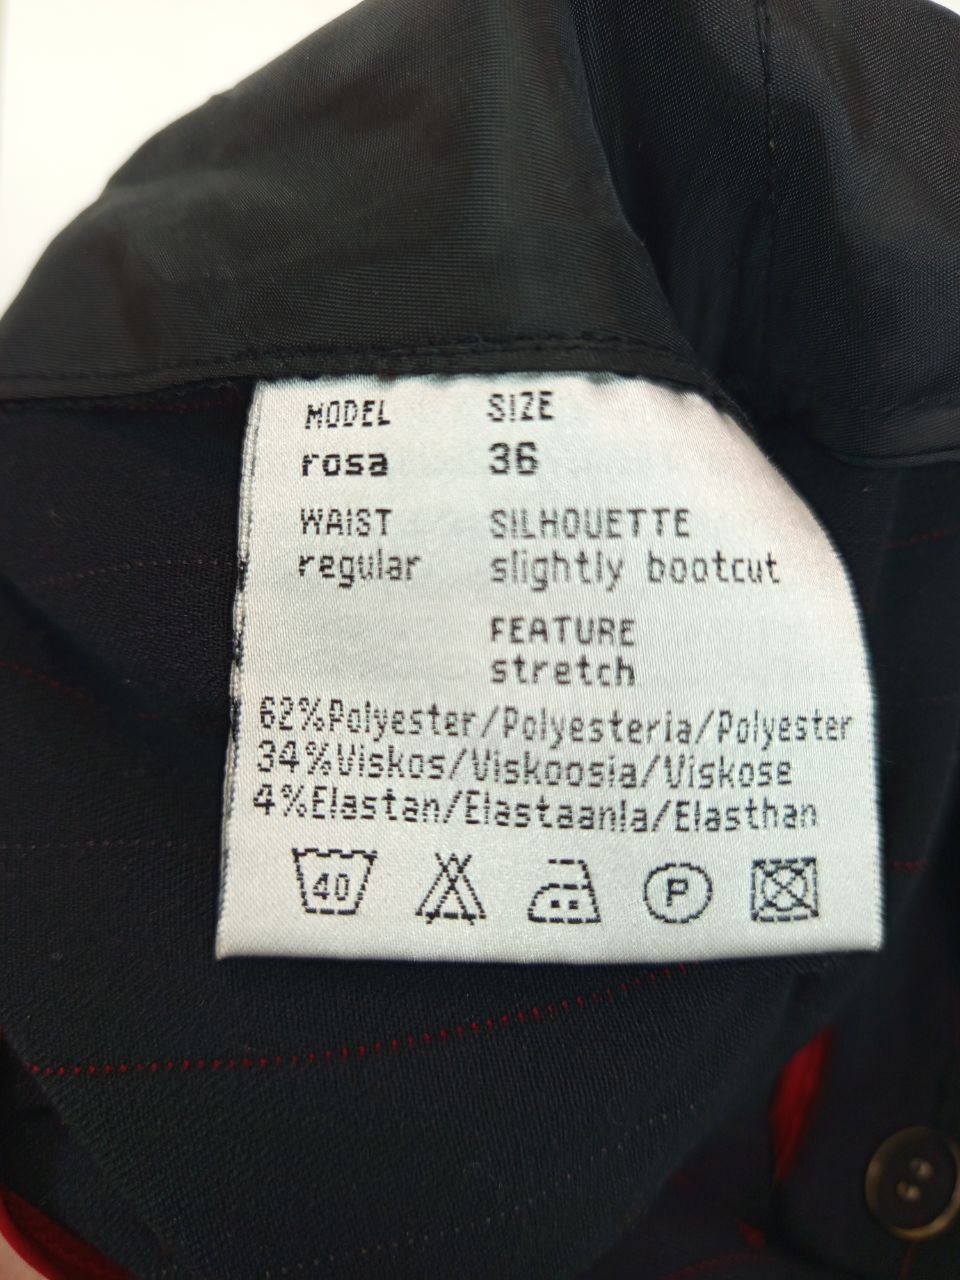 MODEL SIZE
rosa 36
WAIST SILHOUETTE
regular slightly bootcut
FEATURE
stretch
62%Polyester/Polyesteria/Polyester
34%Viskos/Viskoosia/Viskose
4%Elastan/Elastaania/Elasthan
40 P